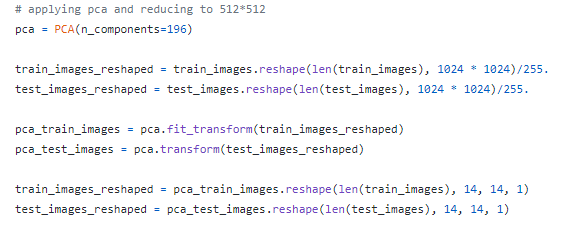 # applying pca and reducing to 512*512
pca = PCA(n_components=196)
train_images_reshaped = train_images.reshape(len(train_images), 1024 * 1024)/255.
test_images_reshaped = test_images.reshape(len(test_images), 1024 * 1024)/255.
pca_train_images = pca.fit_transform(train_images_reshaped)
pca_test_images = pca.transform(test_images_reshaped)
train_images_reshaped = pca_train_images.reshape(len(train_images), 14, 14, 1)
test_images_reshaped = pca_test_images.reshape(len(test_images), 14, 14, 1)